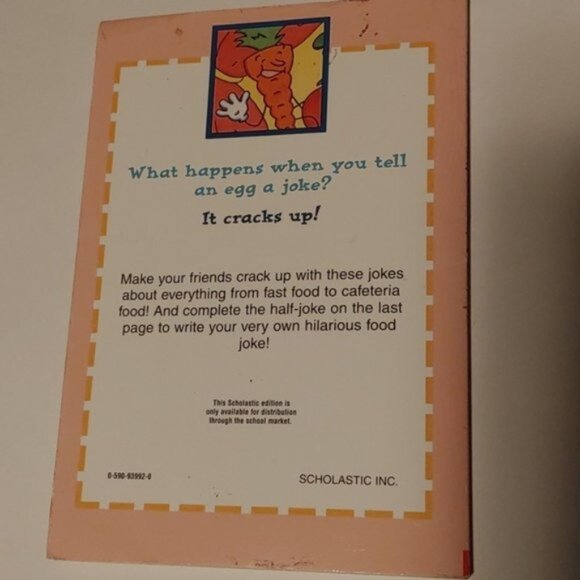 What happens when you tell
an egg a joke?
It cracks up!
Make your friends crack up with these jokes
about everything from fast food to cafeteria
food! And complete the half-joke on the last
page to write your very own hilarious food
joke!
This Scholastic edition is
only available for distribution
through the school market.
0-590-93992-0
SCHOLASTIC INC.